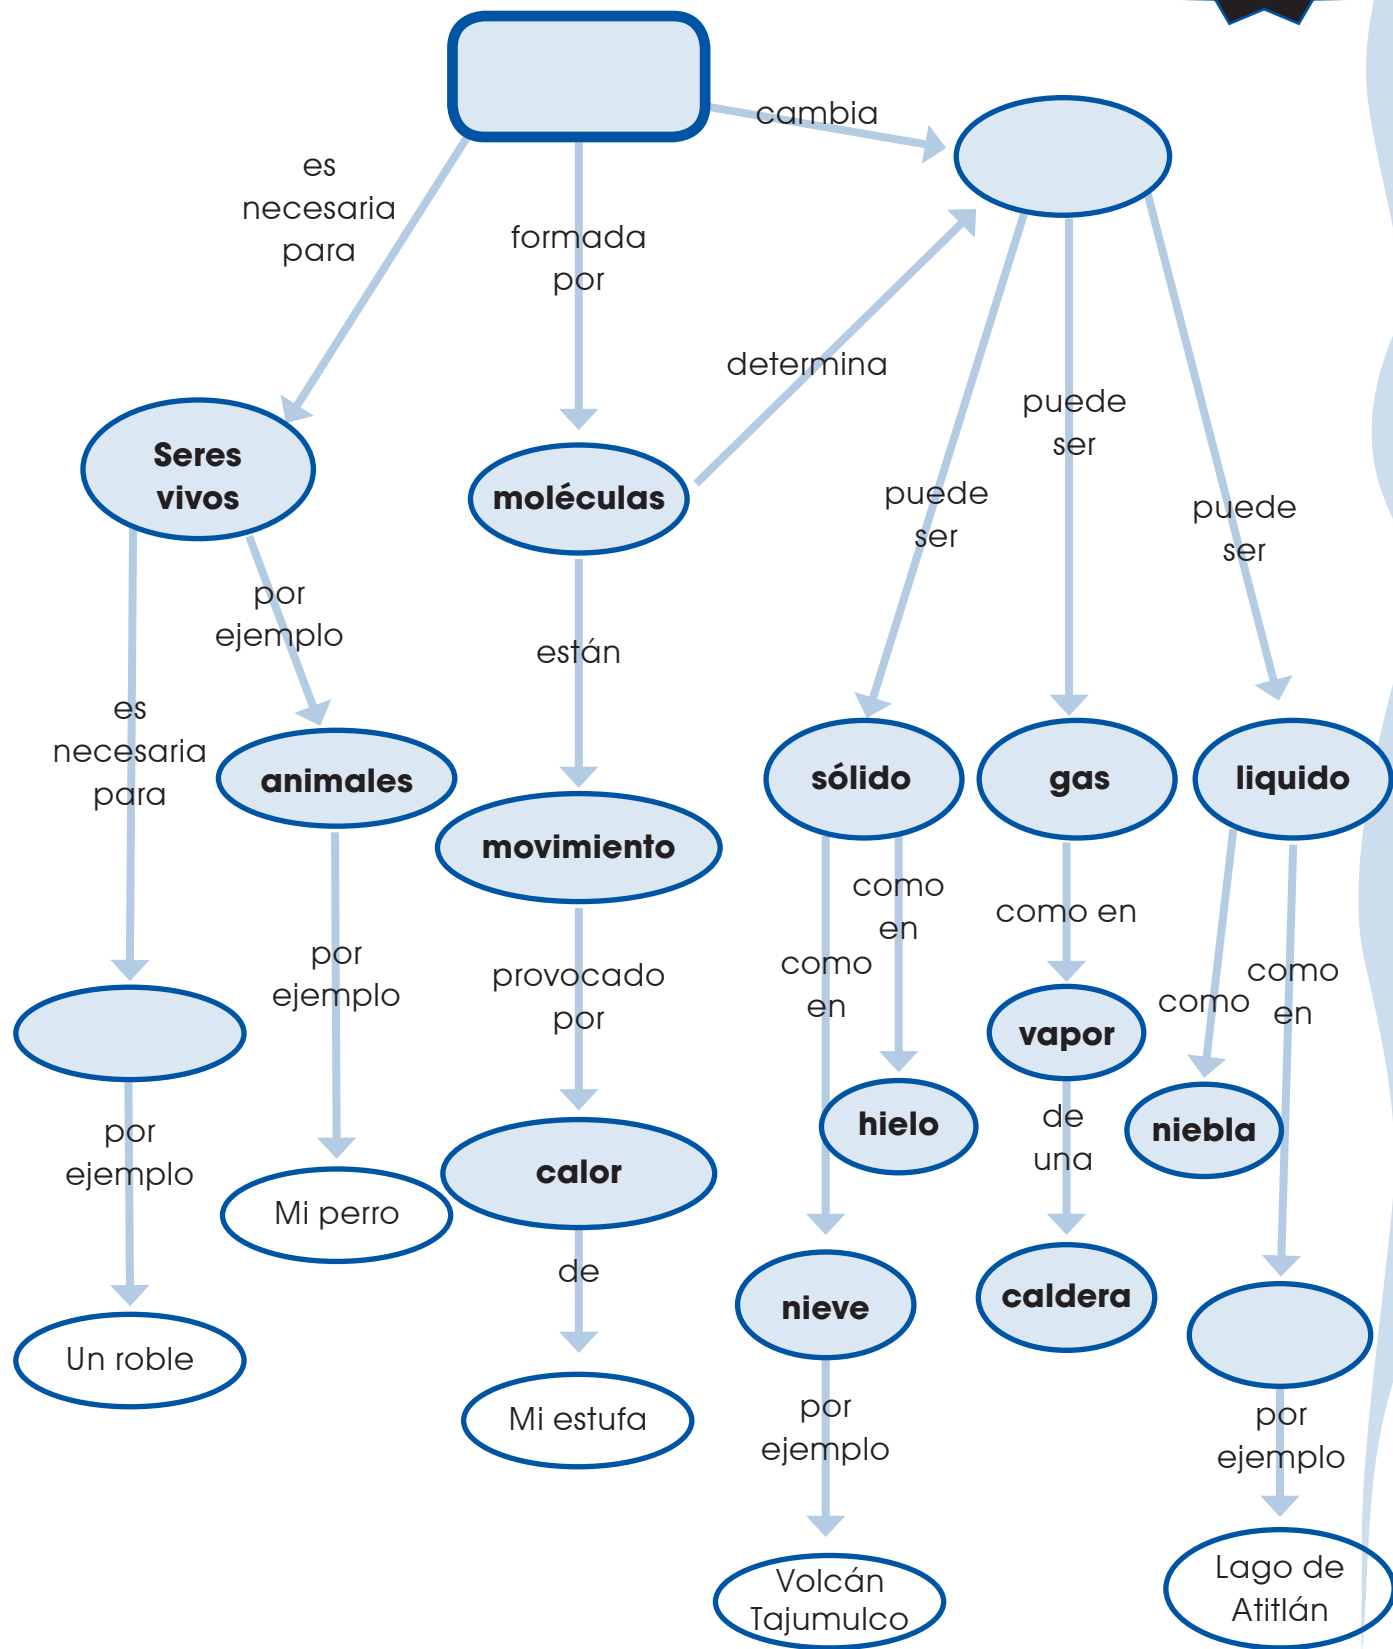 cambia
es
necesaria
para
formada
por
determina
puede
ser
puede
ser
puede
ser
Seres
vivos
moléculas
por
ejemplo
están
es
necesaria
para
animales
sólido
gas
liquido
movimiento
como
en
como en
como
en
como
como
en
por
ejemplo
provocado
por
vapor
hielo
de
una
niebla
por
ejemplo
calor
Mi perro
de
nieve
caldera
Un roble
Mi estufa
por
ejemplo
por
ejemplo
Volcán
Tajumulco
Lago de
Atitlán